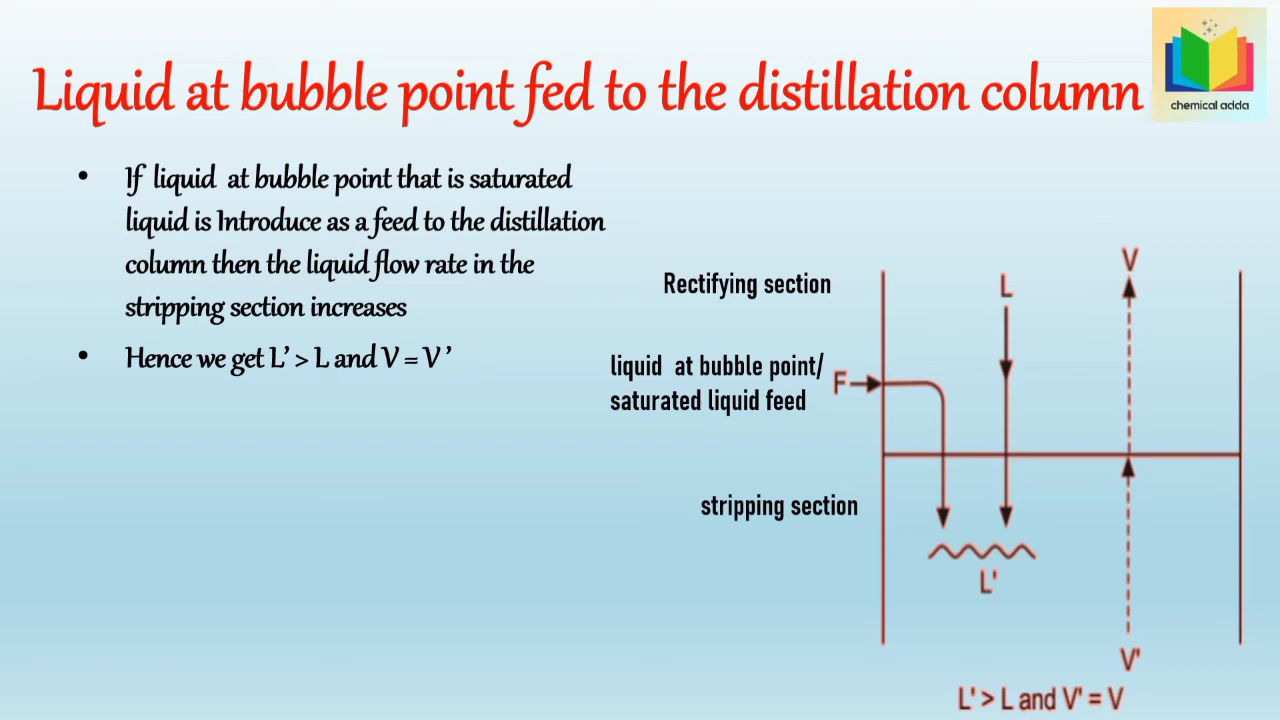 Liquid at bubble point fed to the distillation column
chemical adda
• If liquid at bubble point that is saturated
liquid is Introduce as a feed to the distillation
column then the liquid flow rate in the
stripping section increases
• Hence we get L’ > L and V = V ’
V
Rectifying section
L
liquid at bubble point/
F
saturated liquid feed
stripping section
L'
V'
L' > L and V' = V